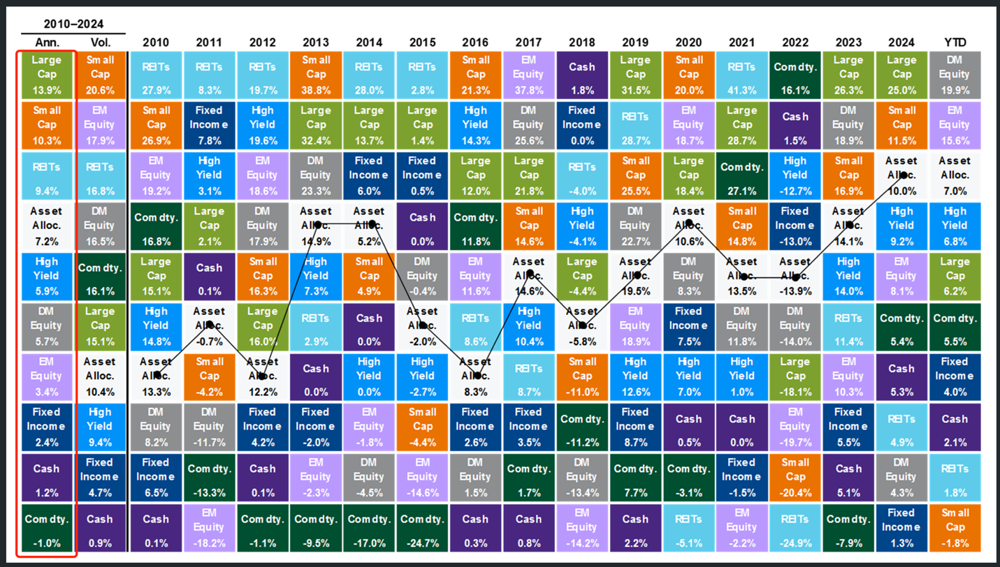 2010–2024
Ann. Vol. 2010 2011 2012 2013 2014 2015 2016 2017 2018 2019 2020 2021 2022 2023 2024 YTD
Large Cap 13.9% Small Cap 20.6% REITs 27.9% REITs 8.3% REITs 19.7% Small Cap 38.8% REITs 28.0% REITs 2.8% Small Cap 21.3% EM Equity 37.8% Cash 1.8% Large Cap 31.5% Small Cap 20.0% REITs 41.3% Comdty. 16.1% Large Cap 26.3% Large Cap 25.0% DM Equity 19.9%
Small Cap 10.3% EM Equity 17.9% Small Cap 26.9% Fixed Income 7.8% High Yield 19.6% Large Cap 32.4% Large Cap 13.7% Large Cap 1.4% High Yield 14.3% DM Equity 25.6% Fixed Income 0.0% REITs 28.7% EM Equity 18.7% Large Cap 28.7% Cash 1.5% DM Equity 18.9% Small Cap 11.5% EM Equity 15.6%
REITs 9.4% REITs 16.8% EM Equity 19.2% High Yield 3.1% EM Equity 18.6% DM Equity 23.3% Fixed Income 6.0% Fixed Income 0.5% Large Cap 12.0% Large Cap 21.8% REITs -4.0% Small Cap 25.5% Large Cap 18.4% Comdty. 27.1% High Yield -12.7% Small Cap 16.9% Asset Alloc. 10.0% Asset Alloc. 7.0%
Asset Alloc. 7.2% DM Equity 16.5% Comdty. 16.8% Large Cap 2.1% DM Equity 17.9% Asset Alloc. 14.9% Asset Alloc. 5.2% Cash 0.0% Comdty. 11.8% Small Cap 14.6% High Yield -4.1% DM Equity 22.7% Asset Alloc. 10.6% Small Cap 14.8% Fixed Income -13.0% Asset Alloc. 14.1% High Yield 9.2% High Yield 6.8%
High Yield 5.9% Comdty. 16.1% Large Cap 15.1% Cash 0.1% Small Cap 16.3% High Yield 7.3% Small Cap 4.9% DM Equity -0.4% EM Equity 11.6% Asset Alloc. 14.6% Large Cap -4.4% Asset Alloc. 19.5% DM Equity 8.3% Asset Alloc. 13.5% Asset Alloc. -13.9% High Yield 14.0% EM Equity 8.1% Large Cap 6.2%
DM Equity 5.7% Large Cap 15.1% High Yield 14.8% Asset Alloc. -0.7% Large Cap 16.0% REITs 2.9% Cash 0.0% Asset Alloc. -2.0% REITs 8.6% High Yield 10.4% Asset Alloc. -5.8% EM Equity 18.9% Fixed Income 7.5% DM Equity 11.8% DM Equity -14.0% REITs 11.4% Comdty. 5.4% Comdty. 5.5%
EM Equity 3.4% Asset Alloc. 10.4% Asset Alloc. 13.3% Small Cap -4.2% Asset Alloc. 12.2% Cash 0.0% High Yield 0.0% High Yield -2.7% Asset Alloc. 8.3% REITs 8.7% Small Cap -11.0% High Yield 12.6% High Yield 7.0% High Yield 1.0% Large Cap -18.1% EM Equity 10.3% Cash 5.3% Fixed Income 4.0%
Fixed Income 2.4% High Yield 9.4% DM Equity 8.2% DM Equity -11.7% Fixed Income 4.2% Fixed Income -2.0% EM Equity -1.8% Small Cap -4.4% Fixed Income 2.6% Fixed Income 3.5% Comdty. -11.2% Fixed Income 8.7% Cash 0.5% Cash 0.0% EM Equity -19.7% Fixed Income 5.5% REITs 4.9% Cash 2.1%
Cash 1.2% Fixed Income 4.7% Fixed Income 6.5% Comdty. -13.3% Cash 0.1% EM Equity -2.3% DM Equity -4.5% EM Equity -14.6% DM Equity 1.5% Comdty. 1.7% DM Equity -13.4% Comdty. 7.7% Comdty. -3.1% Fixed Income -1.5% Small Cap -20.4% Cash 5.1% DM Equity 4.3% REITs 1.8%
Comdty. -1.0% Cash 0.9% Cash 0.1% EM Equity -18.2% Comdty. -1.1% Comdty. -9.5% Comdty. -17.0% Comdty. -24.7% Cash 0.3% Cash 0.8% EM Equity -14.2% Cash 2.2% REITs -5.1% EM Equity -2.2% REITs -24.9% Comdty. -7.9% Fixed Income 1.3% Small Cap -1.8%